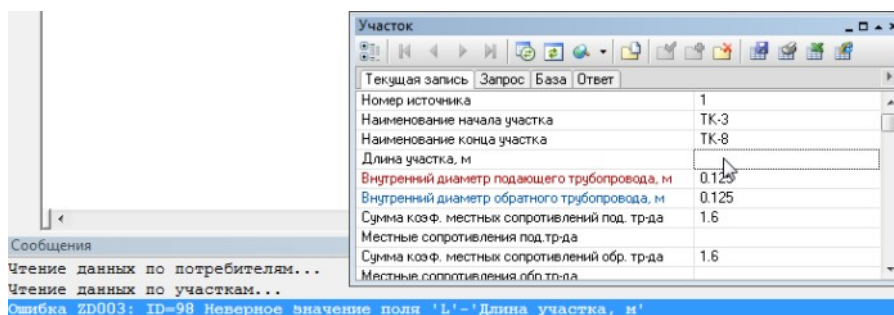 Участок
Текущая запись Запрос База Ответ
Номер источника 1
Наименование начала участка ТК-3
Наименование конца участка ТК-8
Длина участка, м
Внутренний диаметр подающего трубопровода, м 0.125
Внутренний диаметр обратного трубопровода, м 0.125
Сумма коэф. местных сопротивлений под. тр-да 1.6
Местные сопротивления под.тр-да
Сумма коэф. местных сопротивлений обр. тр-да 1.6
Местные сопротивления обр.тр-да
Сообщения
Чтение данных по потребителям...
Чтение данных по участкам...
Ошибка ZD003: ID=98 Неверное значение поля 'L'-'Длина участка, м'